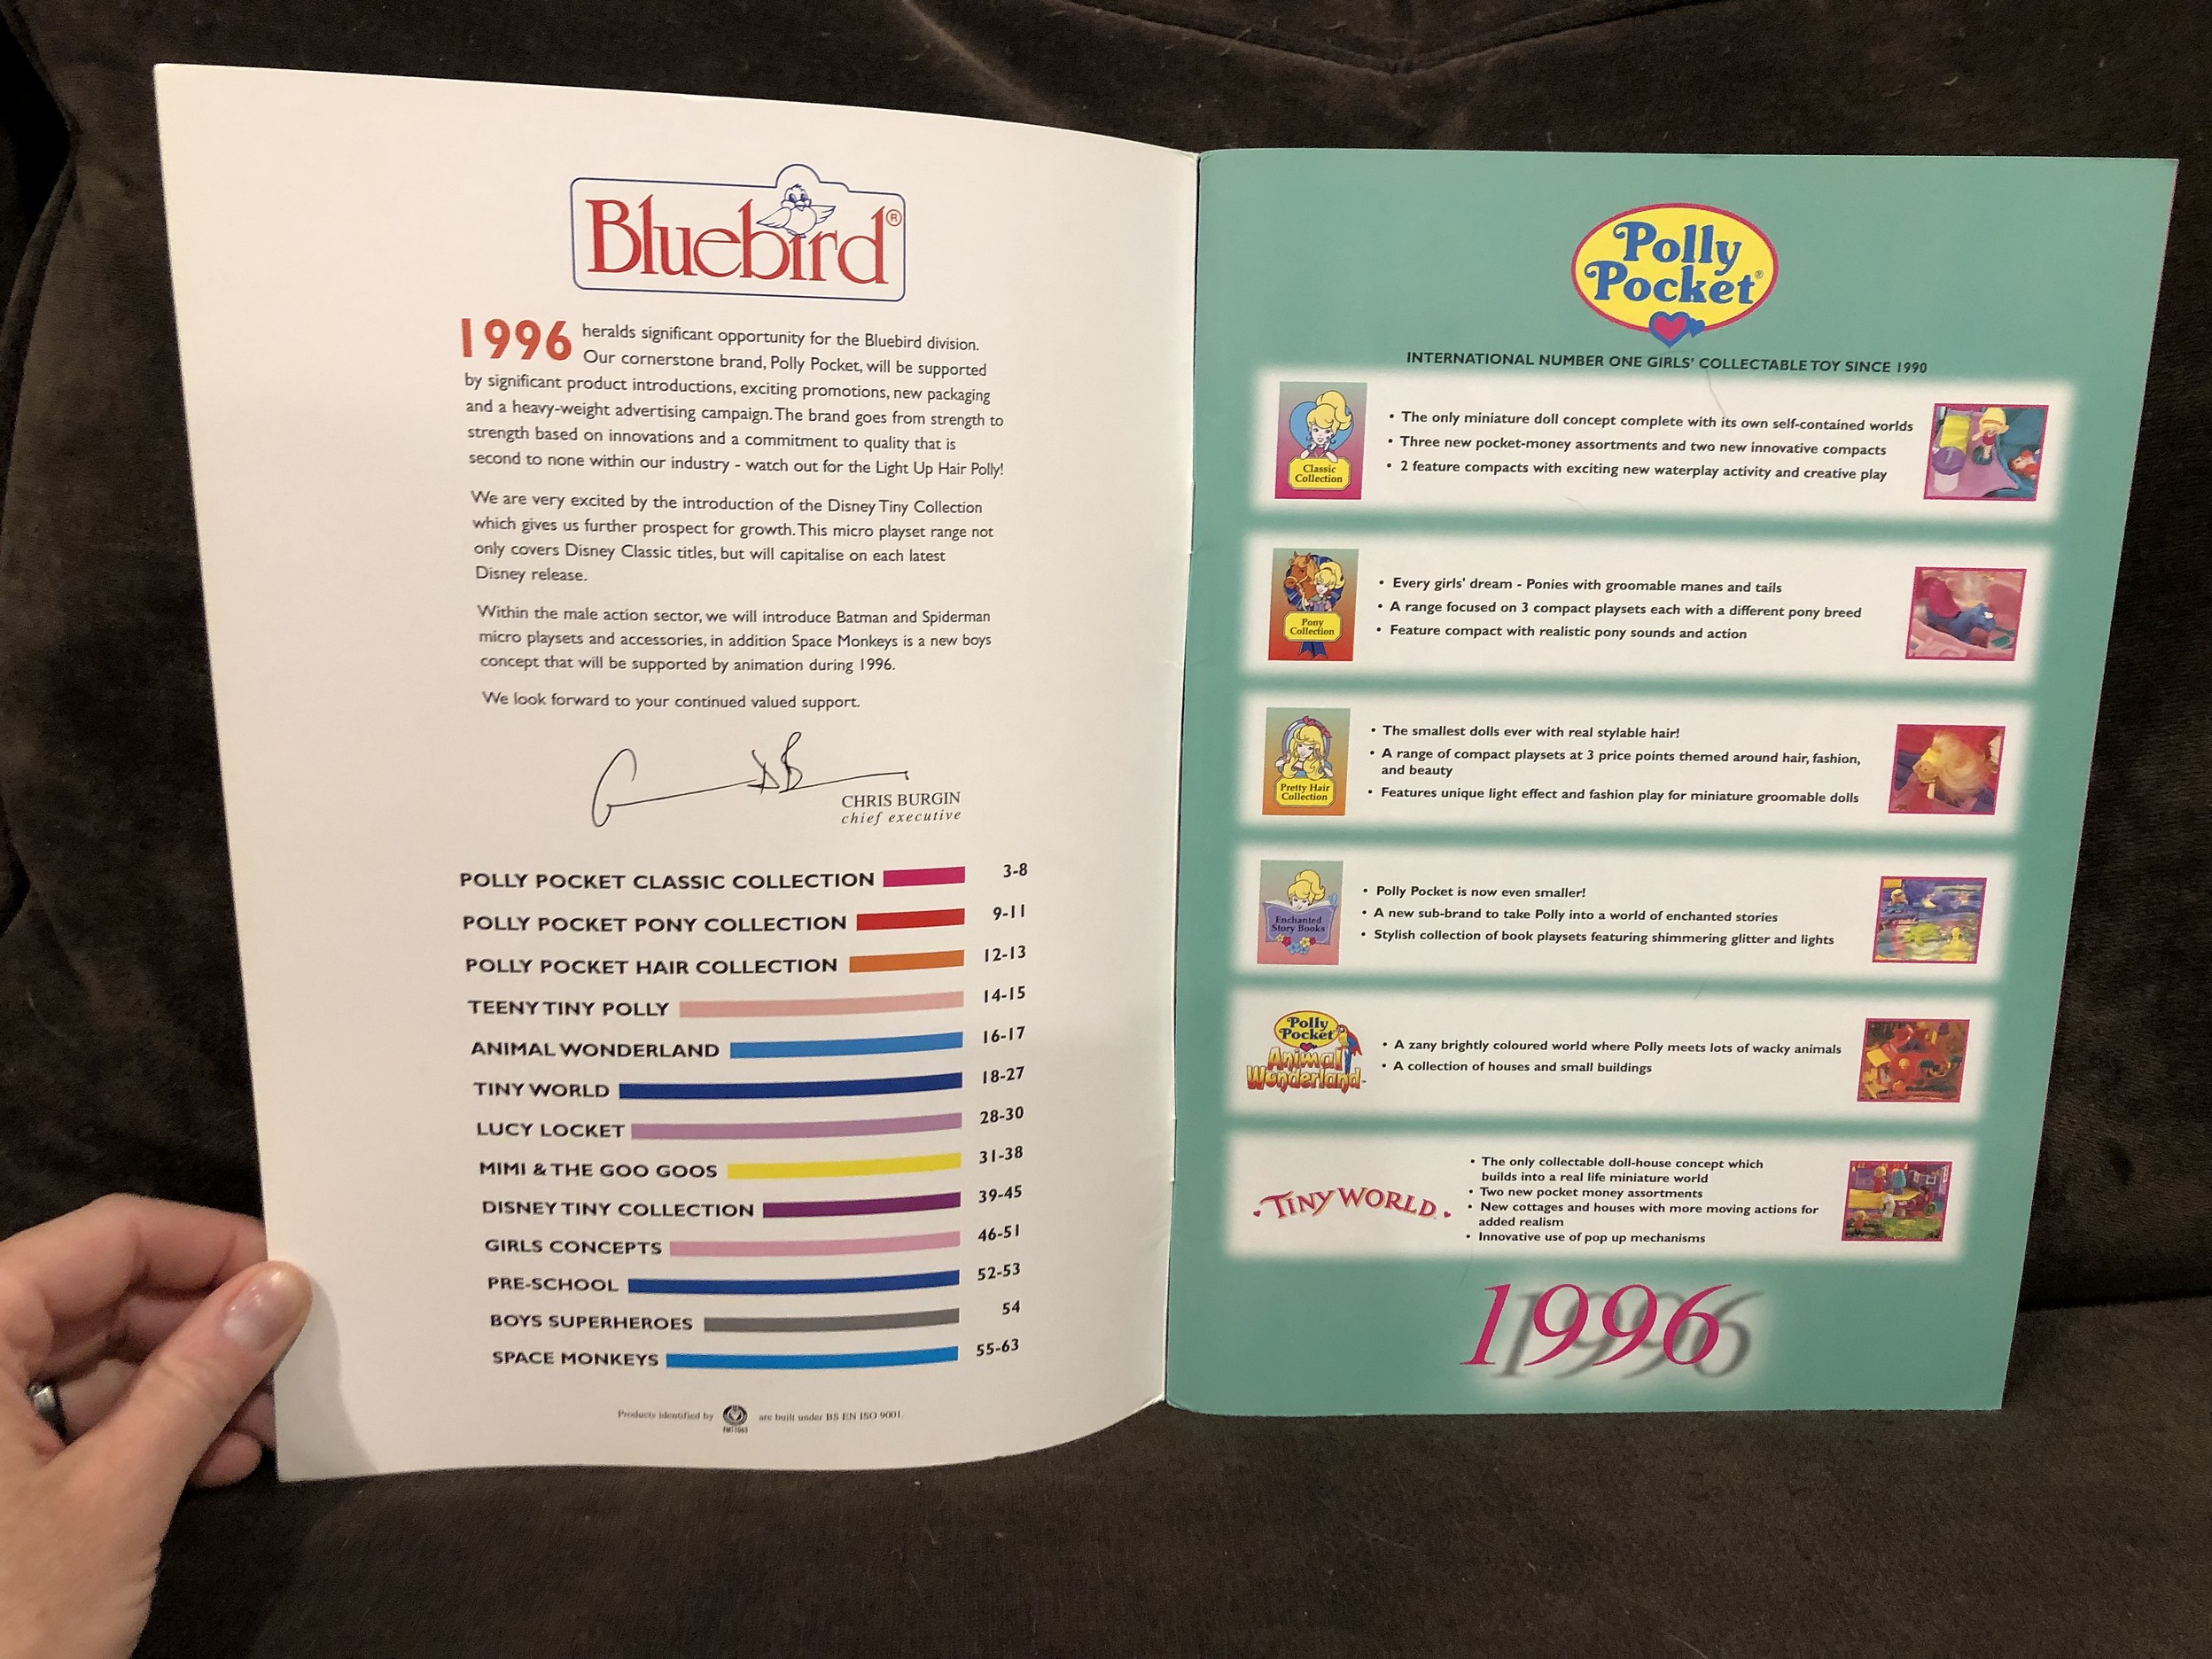 Bluebird®
1996 heralds significant opportunity for the Bluebird division.
Our cornerstone brand, Polly Pocket, will be supported
by significant product introductions, exciting promotions, new packaging
and a heavy-weight advertising campaign. The brand goes from strength to
strength based on innovations and a commitment to quality that is
second to none within our industry - watch out for the Light Up Hair Polly!
We are very excited by the introduction of the Disney Tiny Collection
which gives us further prospect for growth. This micro playset range not
only covers Disney Classic titles, but will capitalise on each latest
Disney release.
Within the male action sector, we will introduce Batman and Spiderman
micro playsets and accessories, in addition Space Monkeys is a new boys
concept that will be supported by animation during 1996.
We look forward to your continued valued support.
CHRIS BURGIN
chief executive
POLLY POCKET CLASSIC COLLECTION 3-8
POLLY POCKET PONY COLLECTION 9-11
POLLY POCKET HAIR COLLECTION 12-13
TEENY TINY POLLY 14-15
ANIMAL WONDERLAND 16-17
TINY WORLD 18-27
LUCY LOCKET 28-30
MIMI & THE GOO GOOS 31-38
DISNEY TINY COLLECTION 39-45
GIRLS CONCEPTS 46-51
PRE-SCHOOL 52-53
BOYS SUPERHEROES 54
SPACE MONKEYS 55-63
Products identified by are built under BS EN ISO 9001.
Polly
Pocket®
INTERNATIONAL NUMBER ONE GIRLS' COLLECTABLE TOY SINCE 1990
Classic
Collection
• The only miniature doll concept complete with its own self-contained worlds
• Three new pocket-money assortments and two new innovative compacts
• 2 feature compacts with exciting new waterplay activity and creative play
Pony
Collection
• Every girls' dream - Ponies with groomable manes and tails
• A range focused on 3 compact playsets each with a different pony breed
• Feature compact with realistic pony sounds and action
Pretty Hair
Collection
• The smallest dolls ever with real stylable hair!
• A range of compact playsets at 3 price points themed around hair, fashion,
and beauty
• Features unique light effect and fashion play for miniature groomable dolls
Enchanted
Story Books
• Polly Pocket is now even smaller!
• A new sub-brand to take Polly into a world of enchanted stories
• Stylish collection of book playsets featuring shimmering glitter and lights
Polly
Pocket
Animal
Wonderland
• A zany brightly coloured world where Polly meets lots of wacky animals
• A collection of houses and small buildings
TINY WORLD
• The only collectable doll-house concept which
builds into a real life miniature world
• Two new pocket money assortments
• New cottages and houses with more moving actions for
added realism
• Innovative use of pop up mechanisms
1996